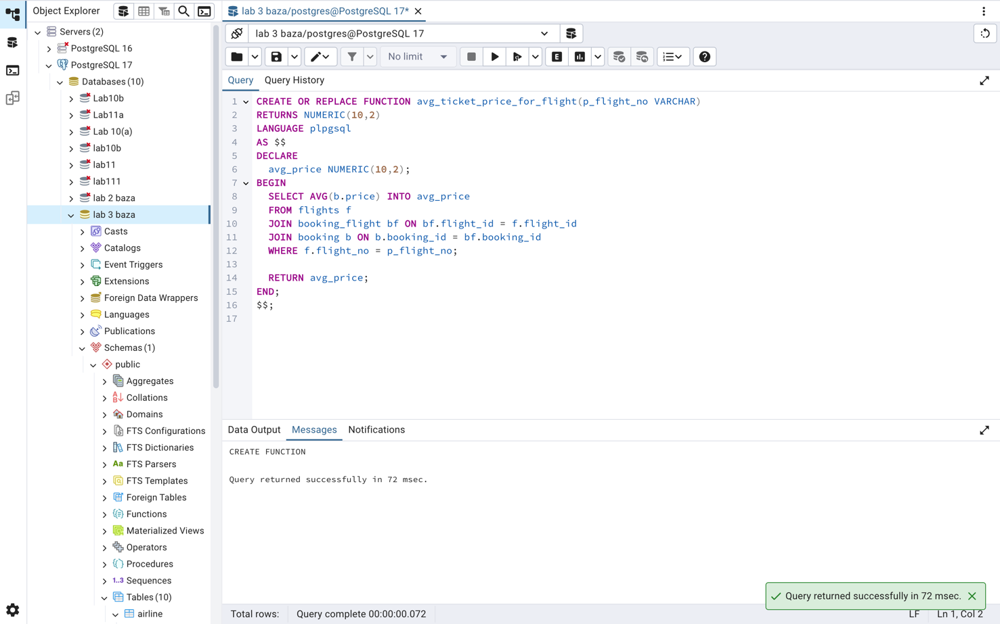 Object Explorer
Servers (2)
PostgreSQL 16
PostgreSQL 17
Databases (10)
Lab10b
Lab11a
Lab 10(a)
lab10b
lab11
lab111
lab 2 baza
lab 3 baza
Casts
Catalogs
Event Triggers
Extensions
Foreign Data Wrappers
Languages
Publications
Schemas (1)
public
Aggregates
Collations
Domains
FTS Configurations
FTS Dictionaries
Aa FTS Parsers
FTS Templates
Foreign Tables
Functions
Materialized Views
Operators
Procedures
1..3 Sequences
Tables (10)
airline
lab 3 baza/postgres@PostgreSQL 17*
lab 3 baza/postgres@PostgreSQL 17
No limit
E
Query Query History
1 CREATE OR REPLACE FUNCTION avg_ticket_price_for_flight(p_flight_no VARCHAR)
2 RETURNS NUMERIC(10,2)
3 LANGUAGE plpgsql
4 AS $$
5 DECLARE
6 avg_price NUMERIC(10,2);
7 BEGIN
8 SELECT AVG(b.price) INTO avg_price
9 FROM flights f
10 JOIN booking_flight bf ON bf.flight_id = f.flight_id
11 JOIN booking b ON b.booking_id = bf.booking_id
12 WHERE f.flight_no = p_flight_no;
13
14 RETURN avg_price;
15 END;
16 $$;
17
Data Output Messages Notifications
CREATE FUNCTION
Query returned successfully in 72 msec.
Query returned successfully in 72 msec.
Total rows: Query complete 00:00:00.072 LF Ln 1, Col 2